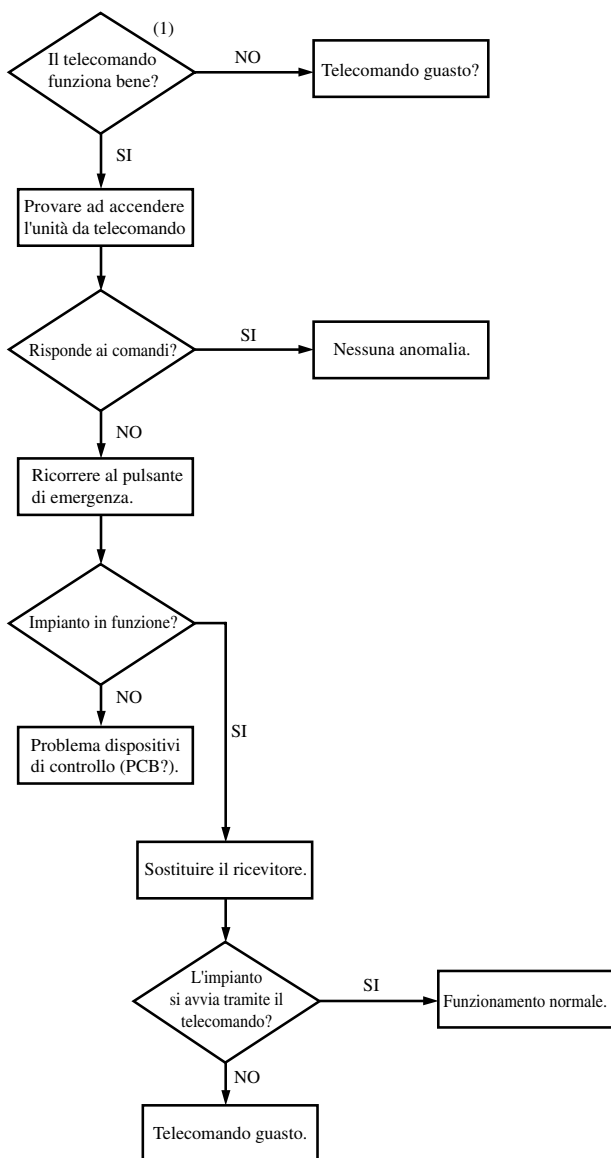 (1)
Il telecomando
funziona bene?
NO
Telecomando guasto?
SI
Provare ad accendere
l'unità da telecomando
Risponde ai comandi?
SI
Nessuna anomalia.
NO
Ricorrere al pulsante
di emergenza.
Impianto in funzione?
NO
SI
Problema dispositivi
di controllo (PCB?).
Sostituire il ricevitore.
L'impianto
si avvia tramite il
telecomando?
SI
Funzionamento normale.
NO
Telecomando guasto.